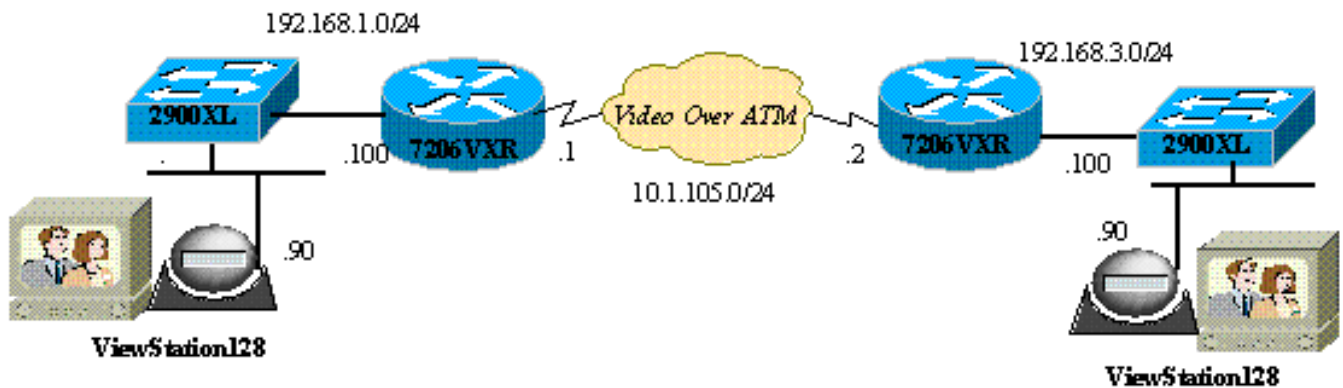 192.168.1.0/24
192.168.3.0/24
2900XL
.100
7206VXR
.1
Video Over ATM
.2
7206VXR
.100
2900XL
.
10.1.105.0/24
.90
.90
ViewStation128
ViewStation128